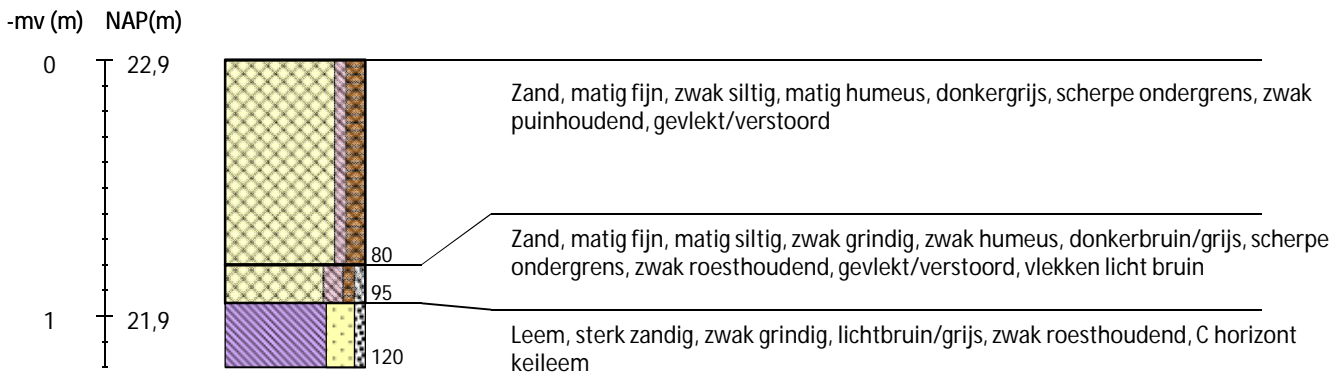 -mv (m) NAP(m)
0 22,9
Zand, matig fijn, zwak siltig, matig humeus, donkergrijs, scherpe ondergrens, zwak
puinhoudend, gevlekt/verstoord
80
Zand, matig fijn, matig siltig, zwak grindig, zwak humeus, donkerbruin/grijs, scherpe
ondergrens, zwak roesthoudend, gevlekt/verstoord, vlekken licht bruin
95
1 21,9
Leem, sterk zandig, zwak grindig, lichtbruin/grijs, zwak roesthoudend, C horizont
keileem
120